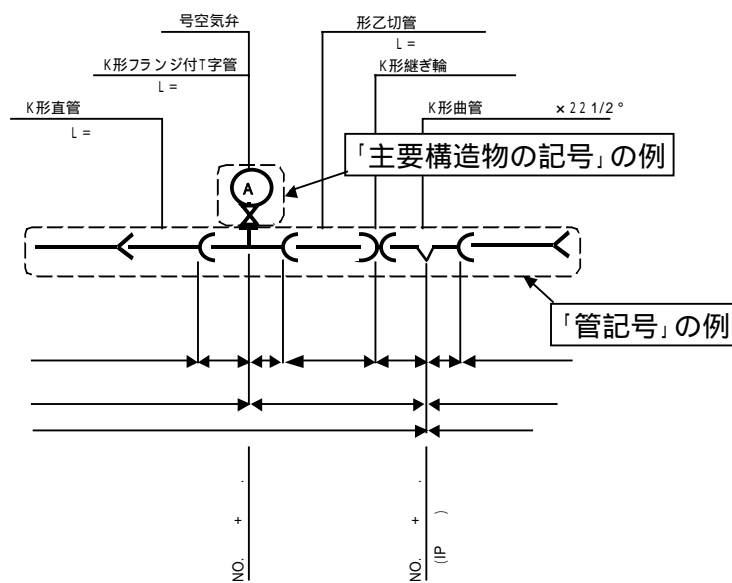 号空気弁
形乙切管
L =
K形フランジ付T字管
L =
K形継ぎ輪
K形直管
L =
K形曲管 × 22 1/2 °
「主要構造物の記号」の例
A
「管記号」の例
NO. + .
NO. + .
(IP )